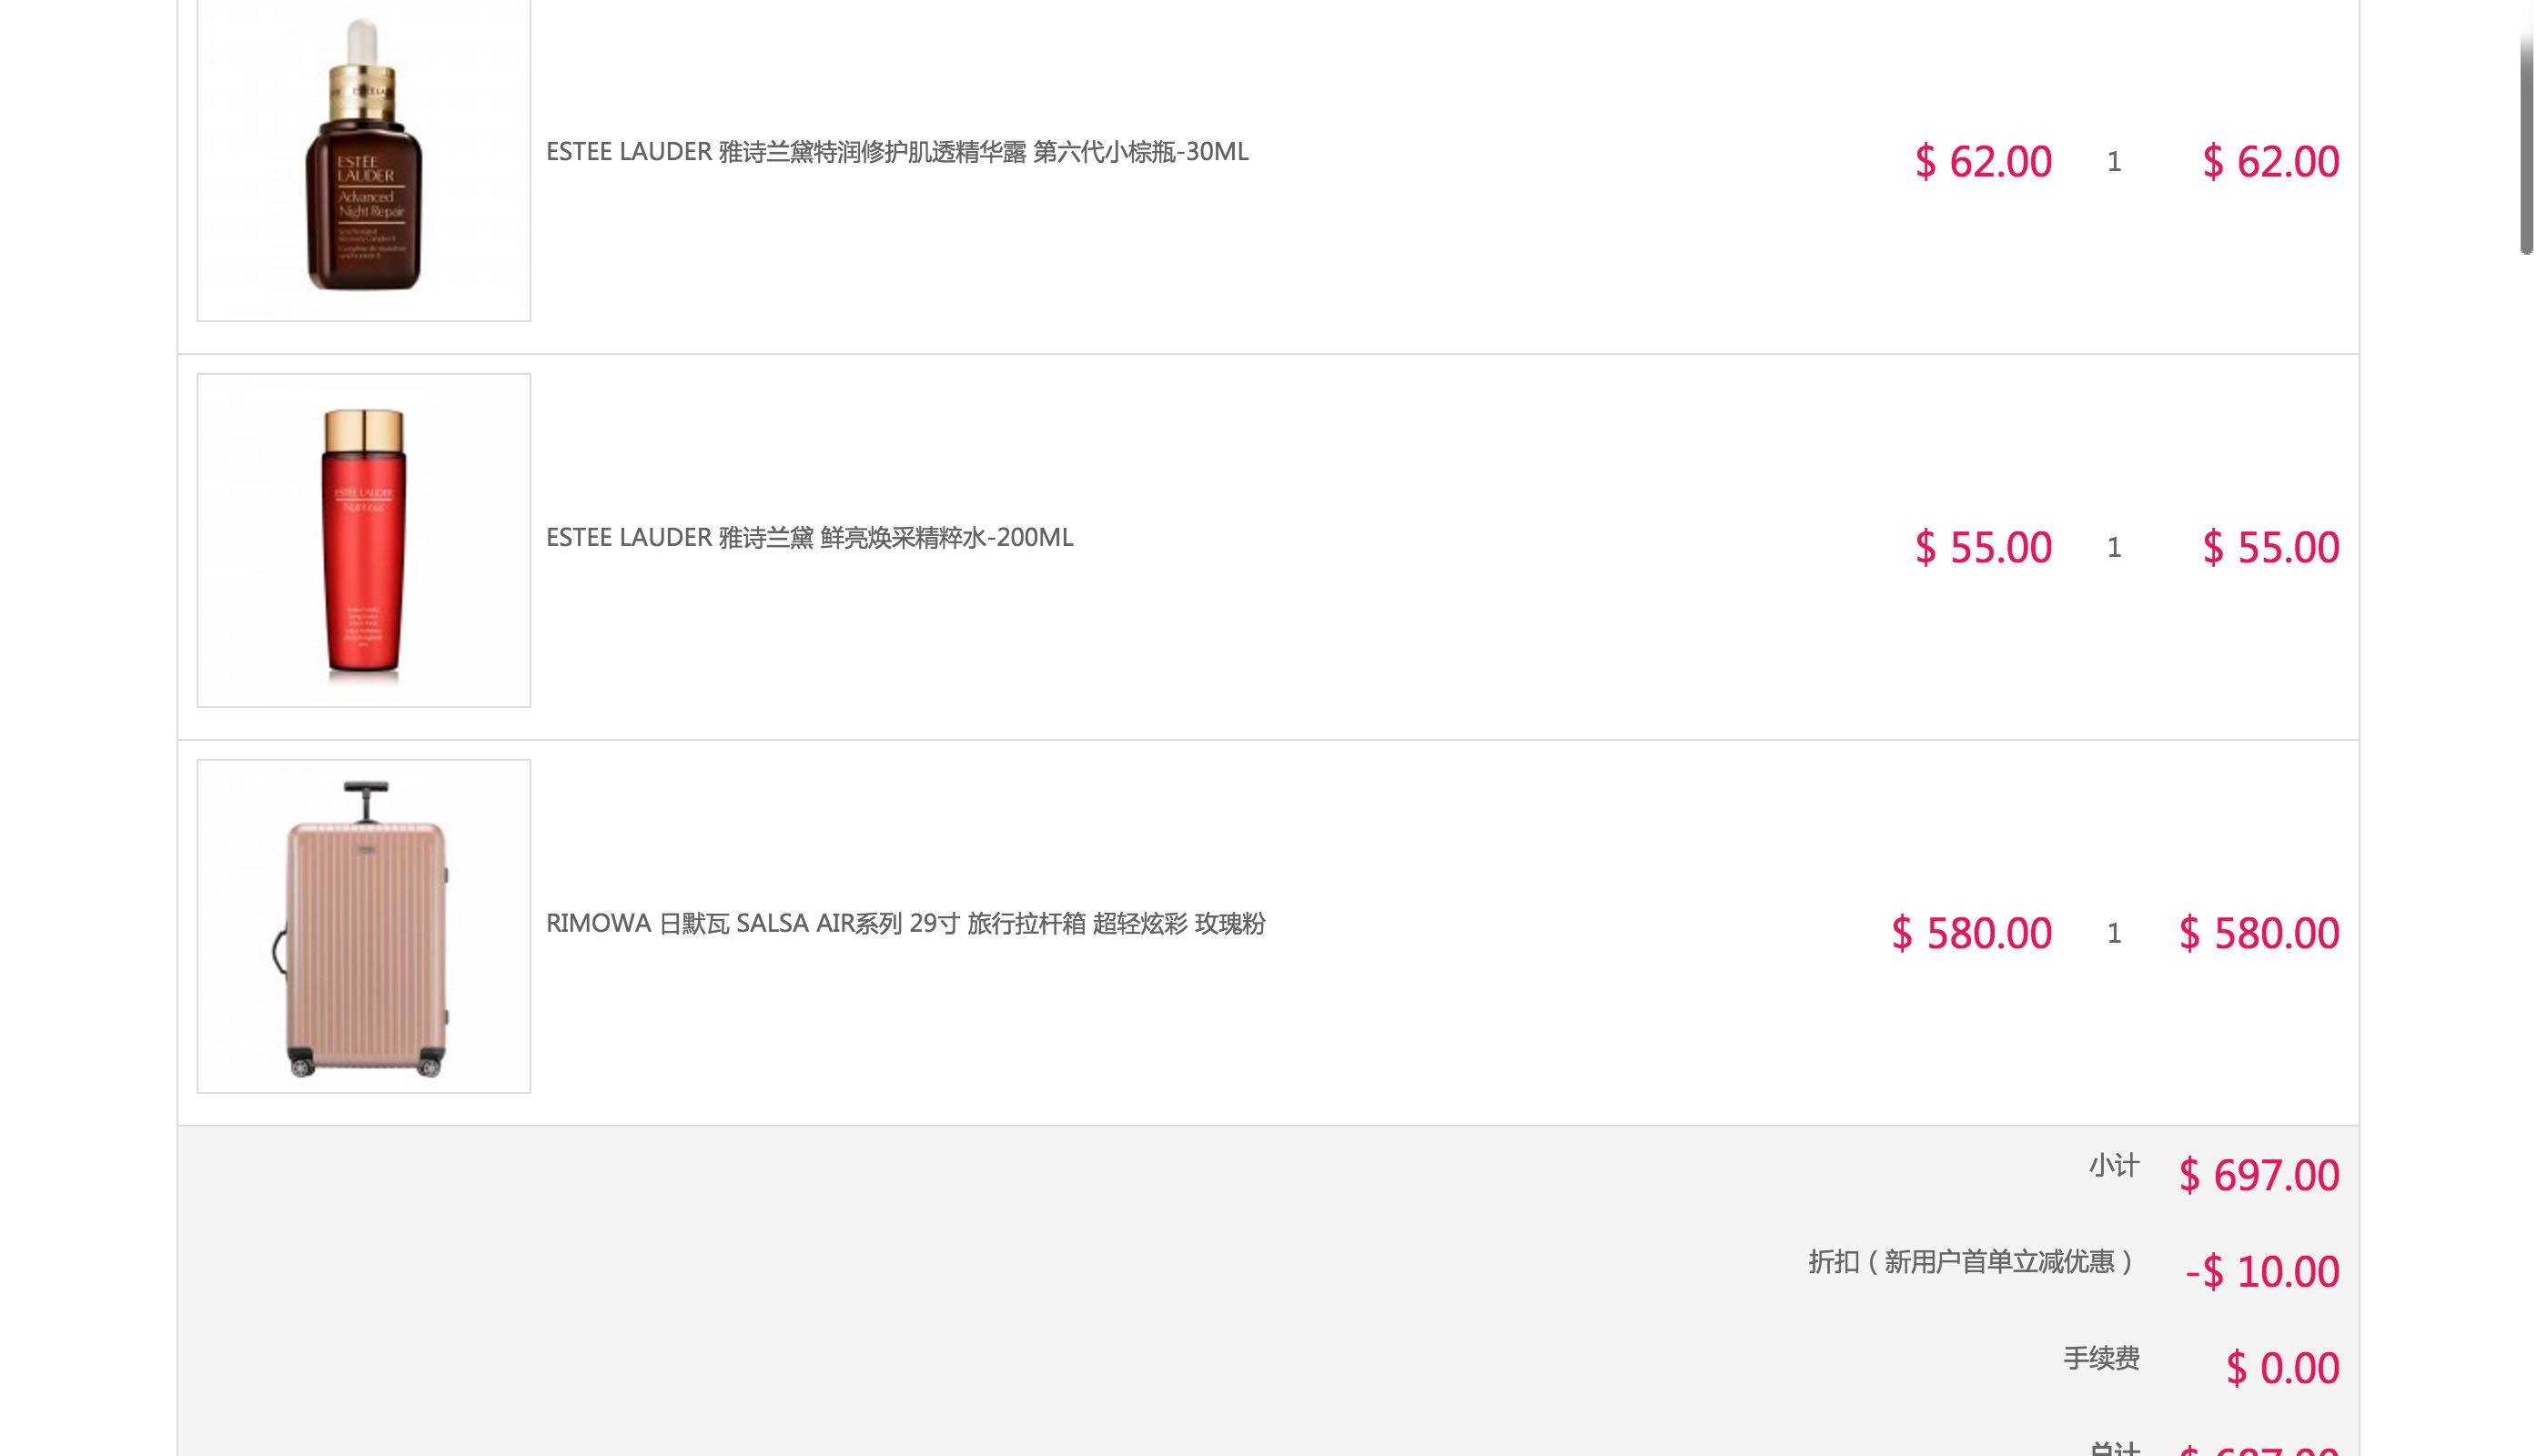 ESTEE
LAUDER
Advanced
Night Repair
ESTEE LAUDER 雅诗兰黛特润修护肌透精华露 第六代小棕瓶-30ML
$ 62.00 1 $ 62.00
ESTEE LAUDER
Nutritious
ESTEE LAUDER 雅诗兰黛 鲜亮焕采精粹水-200ML
$ 55.00 1 $ 55.00
RIMOWA 日默瓦 SALSA AIR系列 29寸 旅行拉杆箱 超轻炫彩 玫瑰粉
$ 580.00 1 $ 580.00
小计 $ 697.00
折扣 ( 新用户首单立减优惠 ) -$ 10.00
手续费 $ 0.00
总计 $ 687.00